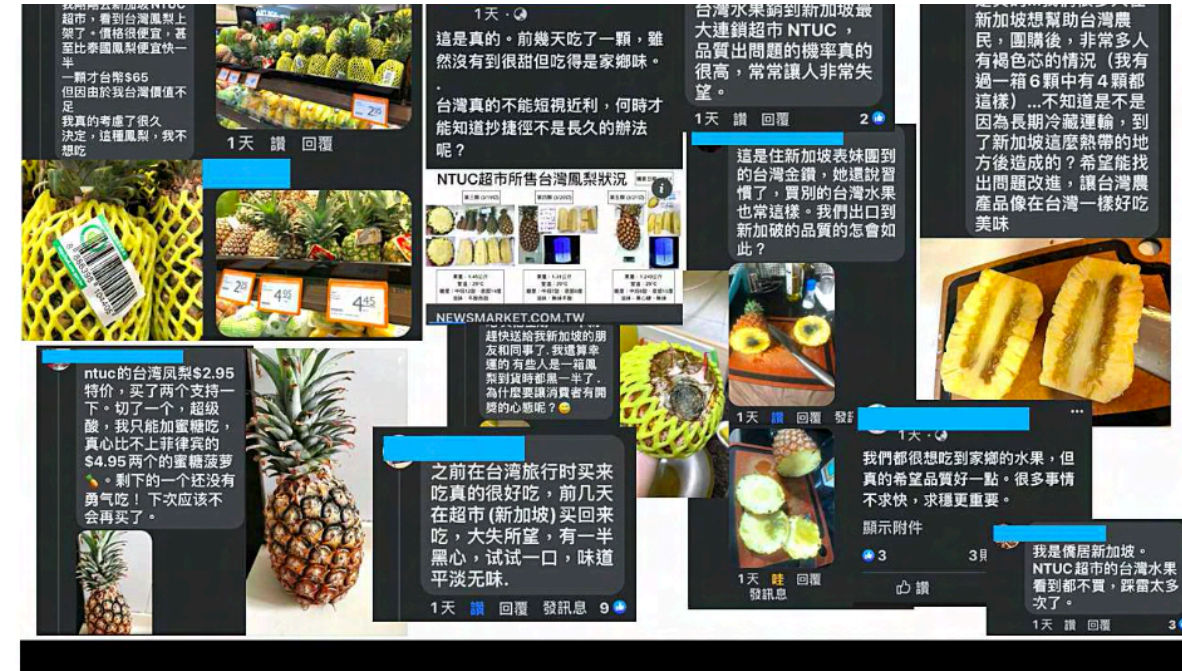 我剛剛去新加坡NTUC
超市，看到台灣鳳梨上
架了。價格很便宜，甚
至比泰國鳳梨便宜快一
半
一顆才台幣$65
但因由於我台灣價值不
足
我真的考慮了很久
決定，這種鳳梨，我不
想吃
1天 讚 回覆
1天
這是真的。前幾天吃了一顆，雖
然沒有到很甜但吃得是家鄉味。
.
台灣真的不能短視近利，何時才
能知道抄捷徑不是長久的辦法
呢？
NTUC超市所售台灣鳳梨狀況
NEWSMARKET.COM.TW
台灣水果銷到新加坡最
大連鎖超市 NTUC，
品質出問題的機率真的
很高，常常讓人非常失
望。
1天 讚 回覆 2
新加坡想幫助台灣農
民，團購後，非常多人
有褐色芯的情況（我有
過一箱6顆中有4顆都
這樣）...不知道是不是
因為長期冷藏運輸，到
了新加坡這麼熱帶的地
方後造成的？希望能找
出問題改進，讓台灣農
產品像在台灣一樣好吃
美味
這是住新加坡表妹團到
的台灣金鑽，她還說習
慣了，買別的台灣水果
也常這樣。我們出口到
新加破的品質的怎會如
此？
1天 讚 回覆
4.95
4.45
ntuc的台湾凤梨$2.95
特价，买了两个支持一
下。切了一个，超级
酸，我只能加蜜糖吃，
真心比不上菲律宾的
$4.95两个的蜜糖菠萝
🍍。剩下的一个还没有
勇气吃！下次应该不
会再买了。
趕快送給我新加坡的朋
友和同事了.我還算幸
運的 有些人是一箱鳳
梨到貨時都黑一半了.
為什麼要讓消費者有開
獎的心態呢？😅
之前在台湾旅行时买来
吃真的很好吃，前几天
在超市(新加坡)买回来
吃，大失所望，有一半
黑心，试试一口，味道
平淡无味.
1天 讚 回覆 發訊息 9
1天 哇 回覆
發訊息
1天
我們都很想吃到家鄉的水果，但
真的希望品質好一點。很多事情
不求快，求穩更重要。
顯示附件
3
讚
我是僑居新加坡。
NTUC超市的台灣水果
看到都不買，踩雷太多
次了。
1天 讚 回覆 3